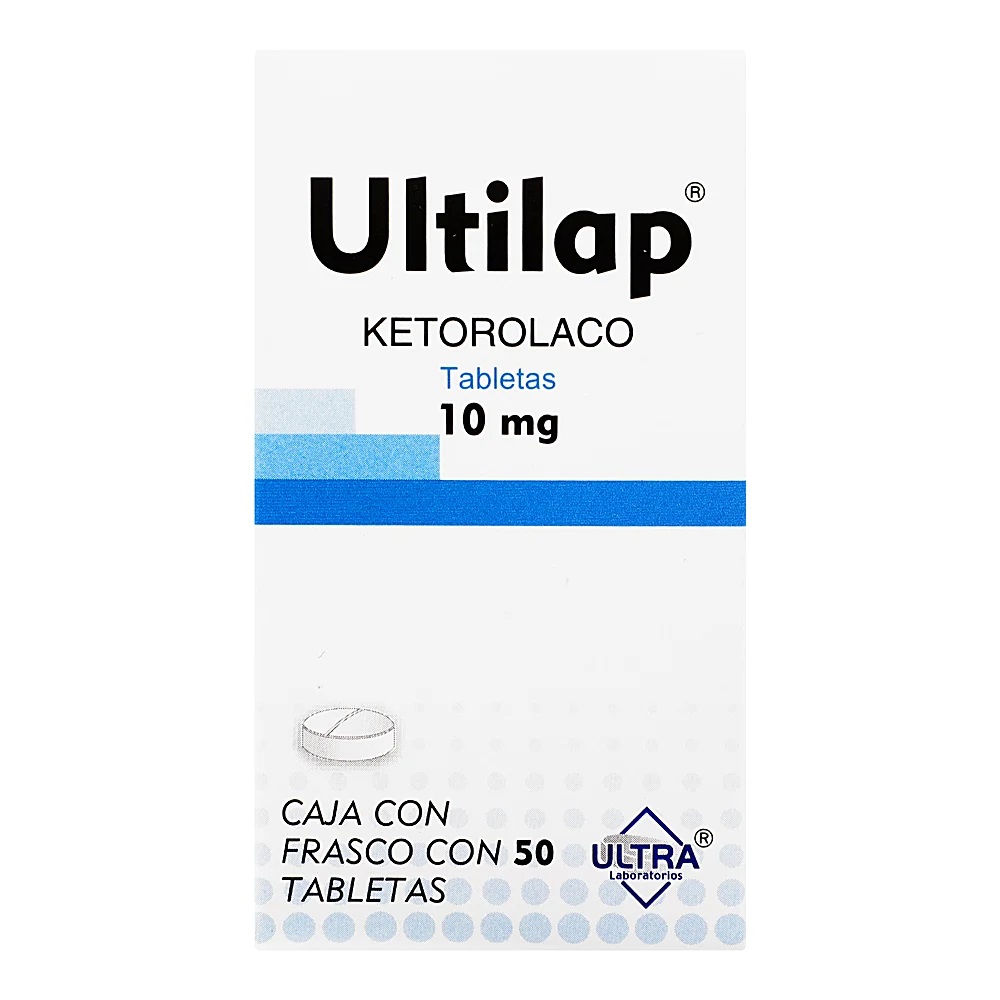 Ultilap®
KETOROLACO
Tabletas
10 mg
CAJA CON
FRASCO CON 50
TABLETAS
ULTRA®
Laboratorios